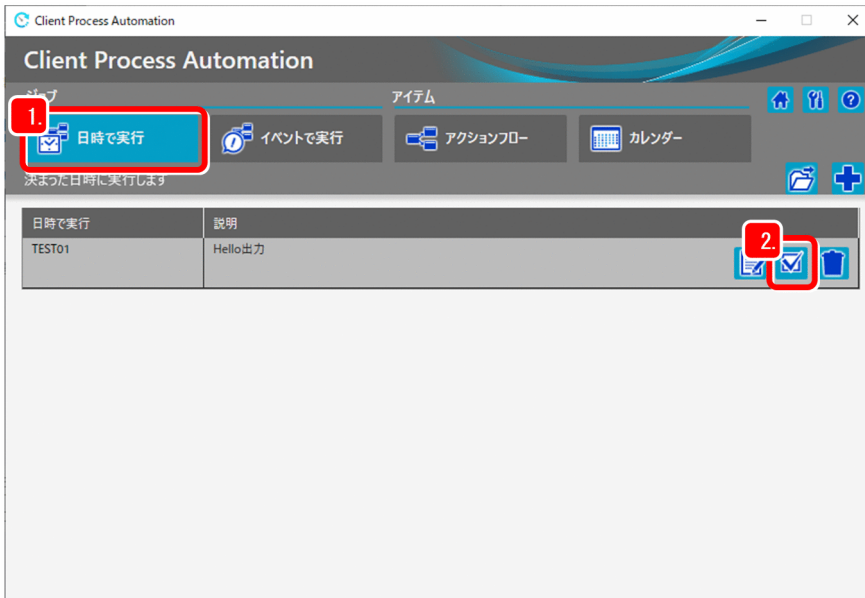 Client Process Automation
Client Process Automation
ジョブ
アイテム
1.
日時で実行
イベントで実行
アクションフロー
カレンダー
決まった日時に実行します
日時で実行
説明
TEST01
Hello出力
2.